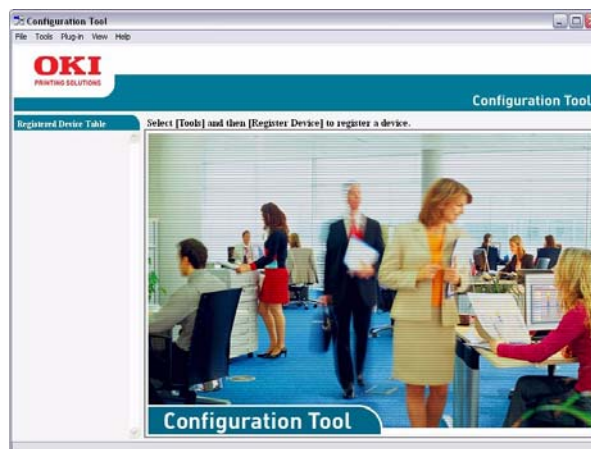 Configuration Tool
File Tools Plug-in View Help
OKI
PRINTING SOLUTIONS
Configuration Tool
Registered Device Table
Select [Tools] and then [Register Device] to register a device.
Configuration Tool